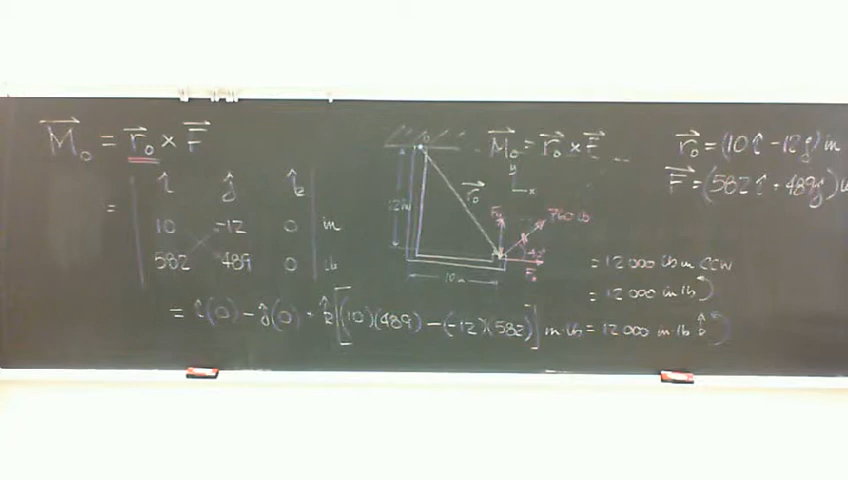 M₀ = r₀ × F
= | î ĵ k̂ |
10 -12 0 in
582 489 0 lb
= î(0) - ĵ(0) + k̂[(10)(489) - (-12)(582)] in·lb = 12 000 in lb k̂
M₀ = r₀ × F
y
x
r₀
12 in
10 in
760 lb
Fₓ
r₀ = (10î - 12ĵ) in
F = (582î + 489ĵ) lb
= 12 000 lb in CCW
= 12 000 in lb